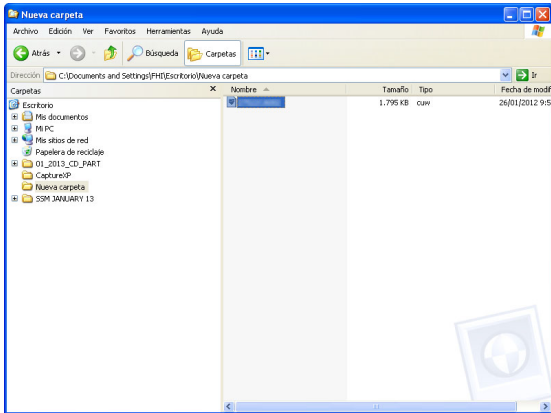 Nueva carpeta
Archivo Edición Ver Favoritos Herramientas Ayuda
Atrás Búsqueda Carpetas
Dirección C:\Documents and Settings\FHI\Escritorio\Nueva carpeta Ir
Carpetas X Nombre Tamaño Tipo Fecha de modif
Escritorio 1.795 KB cuw 26/01/2012 9:5
Mis documentos
Mi PC
Mis sitios de red
Papelera de reciclaje
01_2013_CD_PART
CaptureXP
Nueva carpeta
SSM JANUARY 13